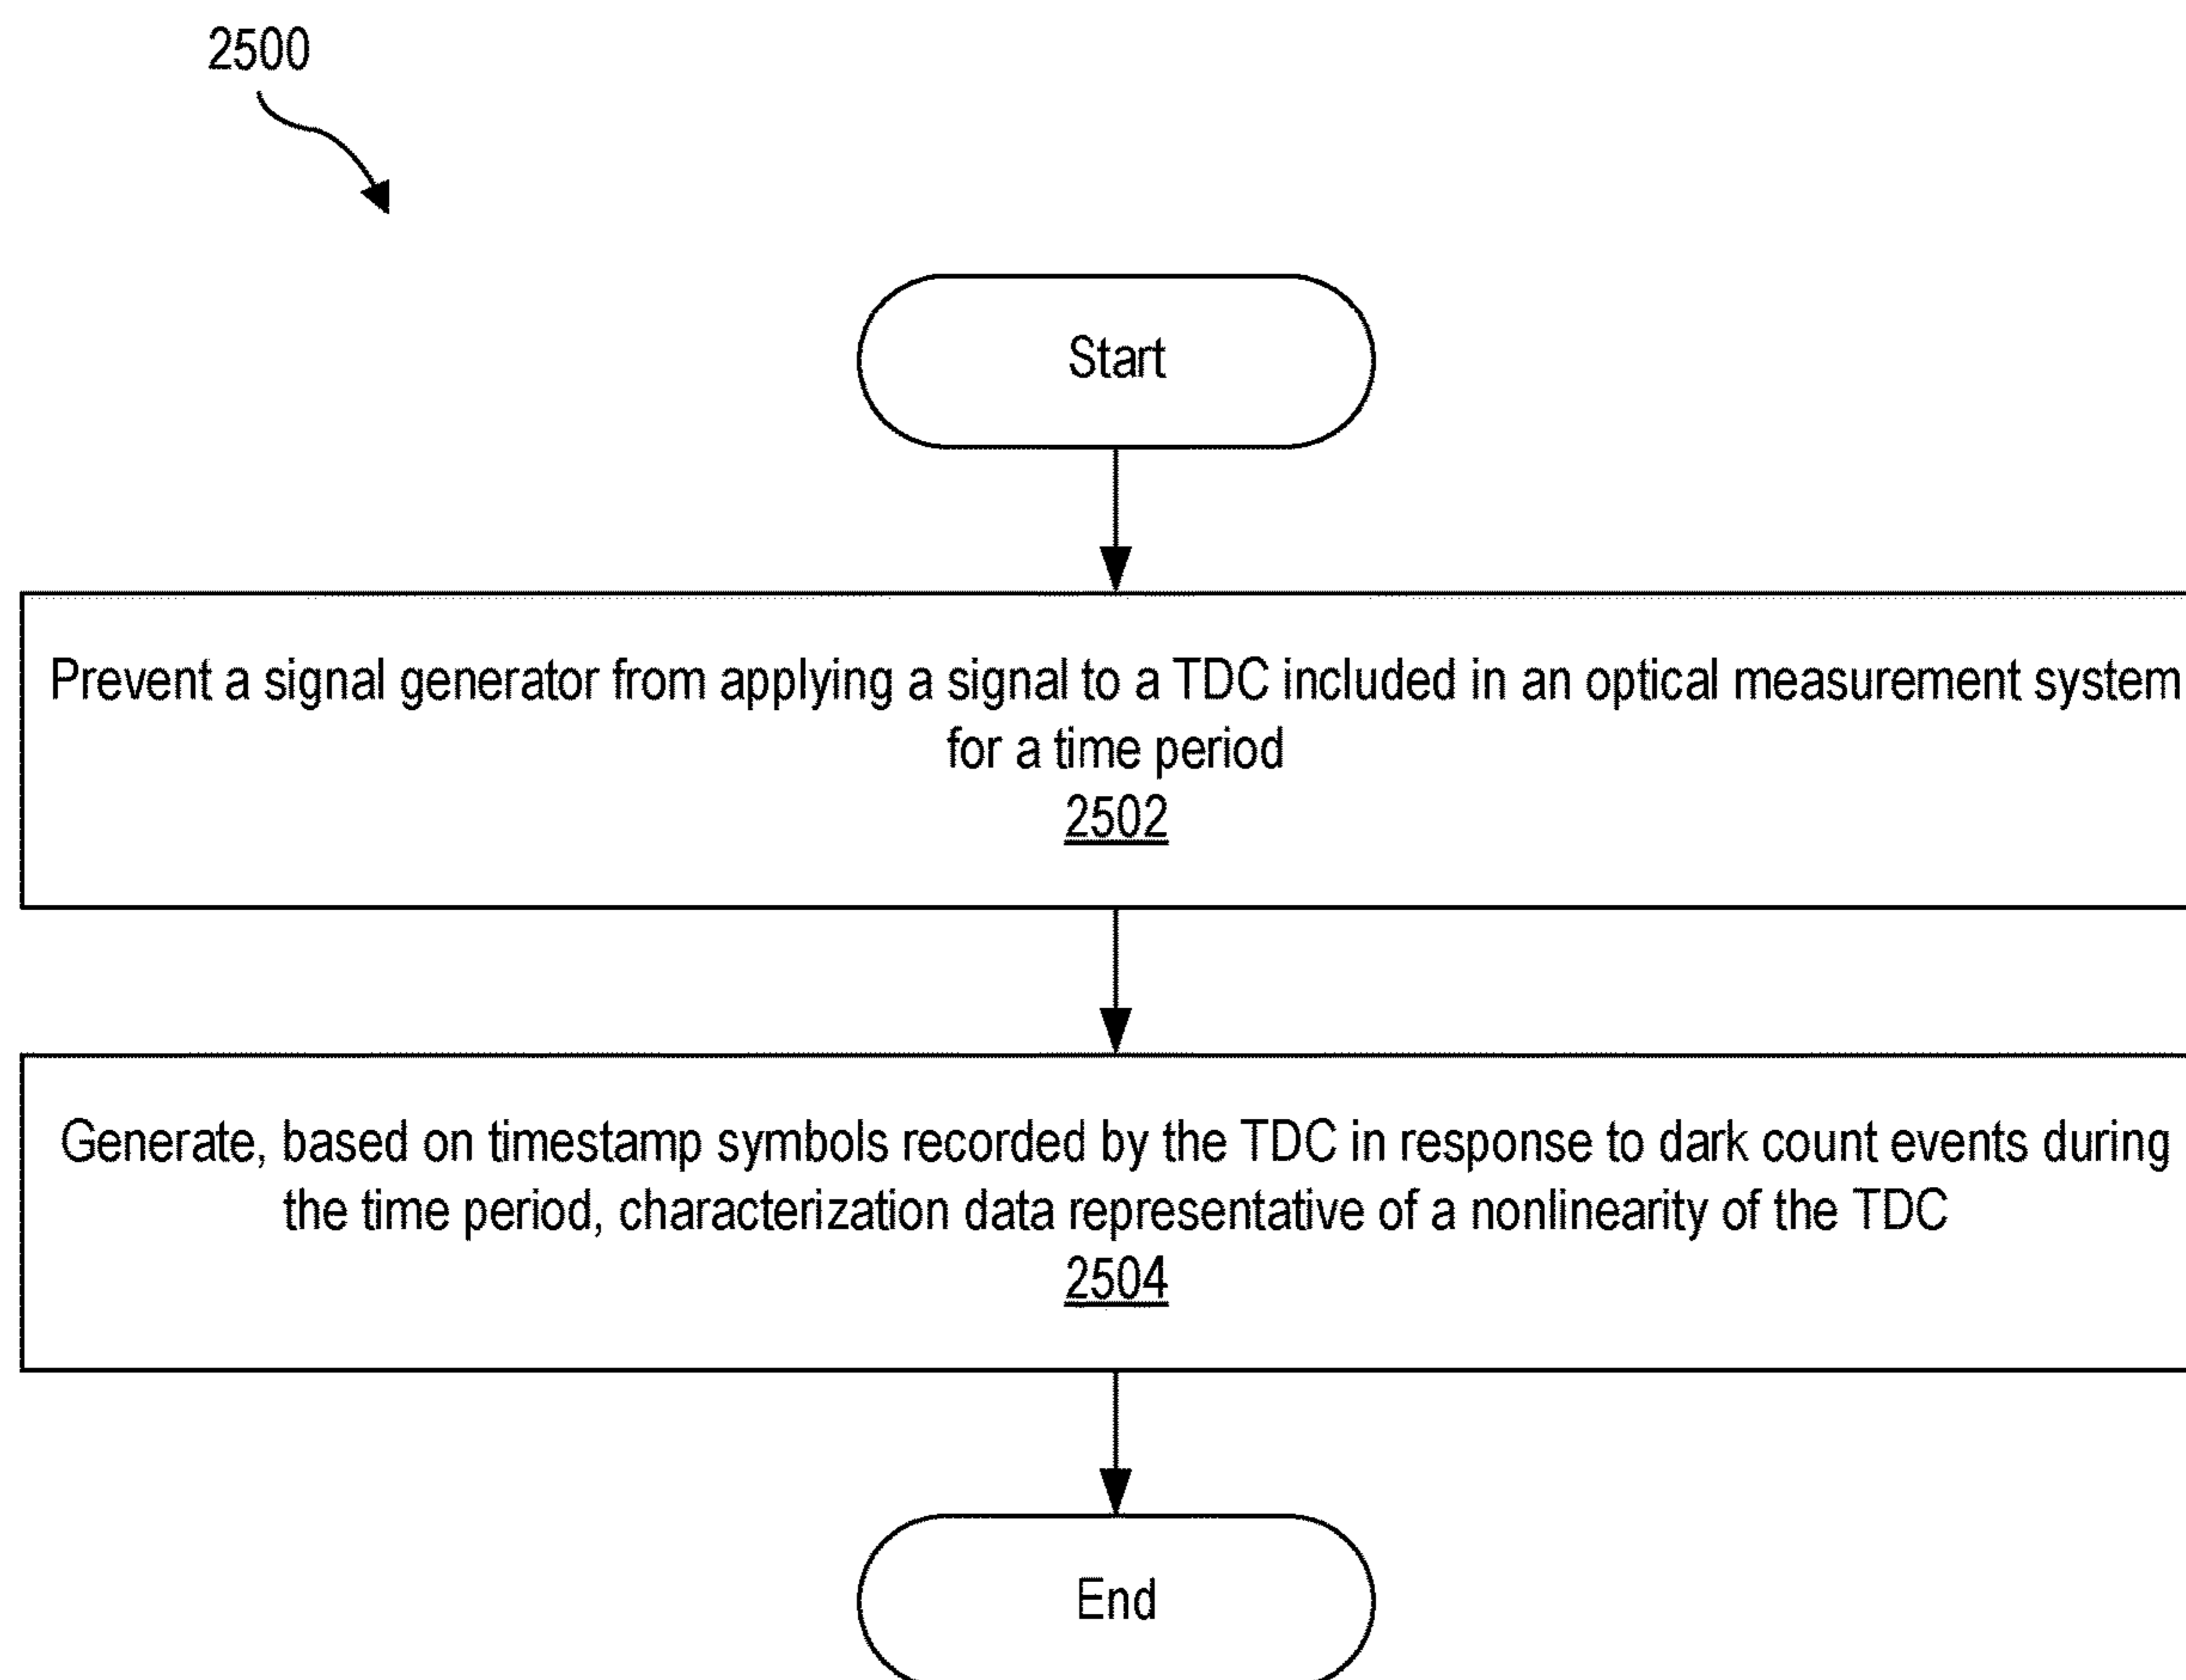 2500
Start
Prevent a signal generator from applying a signal to a TDC included in an optical measurement system
for a time period
2502
Generate, based on timestamp symbols recorded by the TDC in response to dark count events during
the time period, characterization data representative of a nonlinearity of the TDC
2504
End